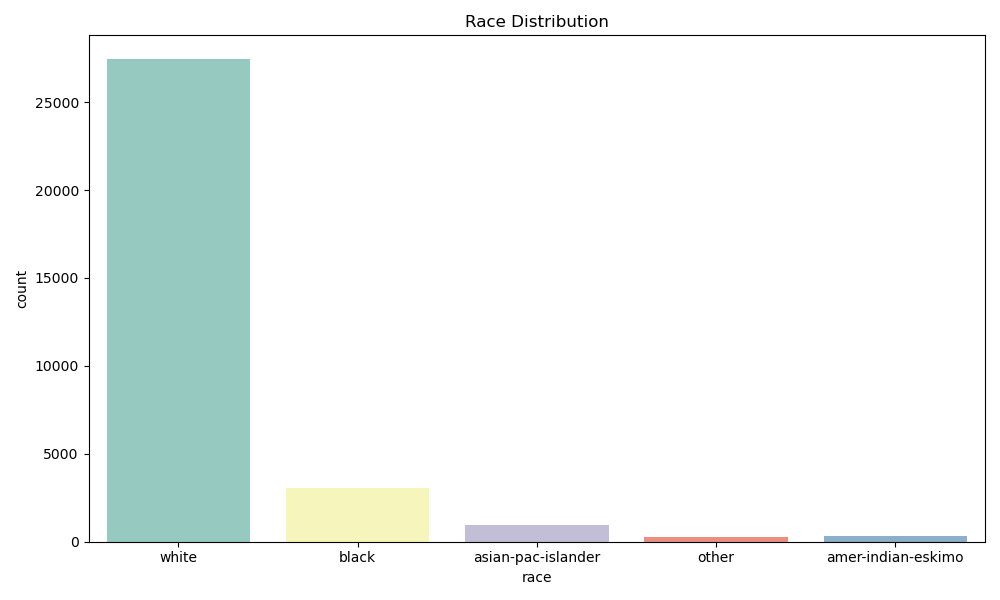 Race Distribution
count
25000
20000
15000
10000
5000
0
white black asian-pac-islander other amer-indian-eskimo
race